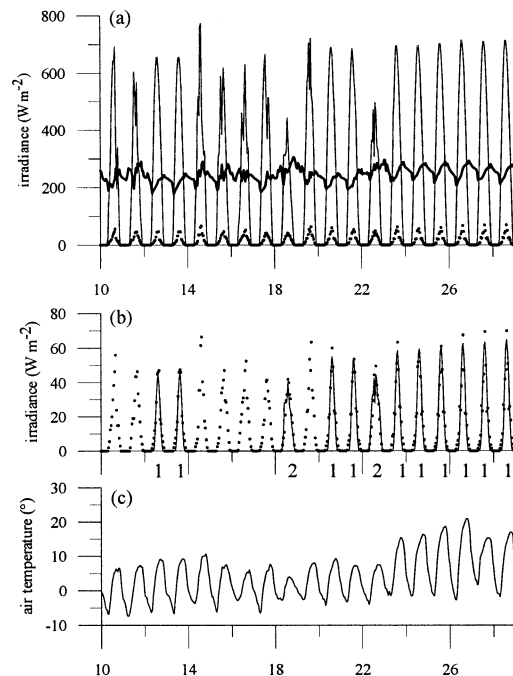 (a)
800
600
400
200
0
irradiance (W m-2)
10 14 18 22 26
(b)
80
60
40
20
0
irradiance (W m-2)
1 1 2 1 1 2 1 1 1 1 1 1
(c)
30
20
10
0
-10
air temperature (°)
10 14 18 22 26